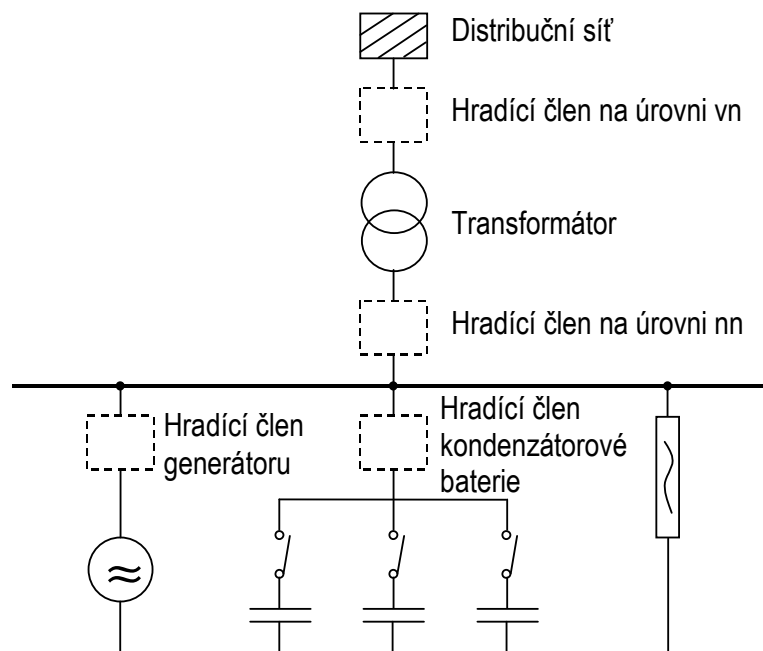 Distribuční síť
Hradící člen na úrovni vn
Transformátor
Hradící člen na úrovni nn
Hradící člen
generátoru
Hradící člen
kondenzátorové
baterie